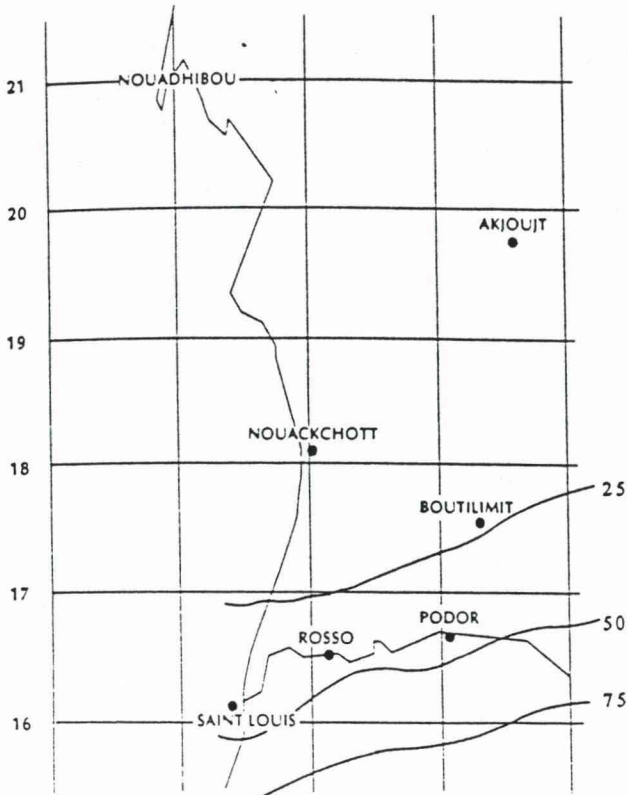 21
NOUADHIBOU
20
AKJOUJT
19
NOUACKCHOTT
18
25
BOUTILIMIT
17
PODOR
50
ROSSO
75
16
SAINT LOUIS